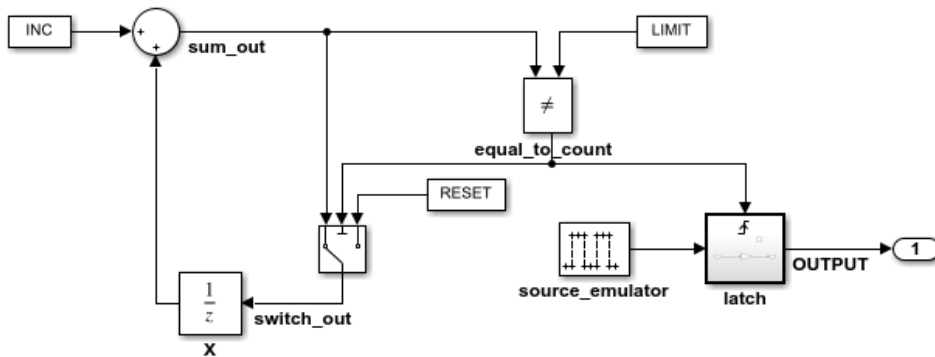 INC
+
+
sum_out
LIMIT
≠
equal_to_count
RESET
source_emulator
latch
OUTPUT
1
switch_out
1
z
X